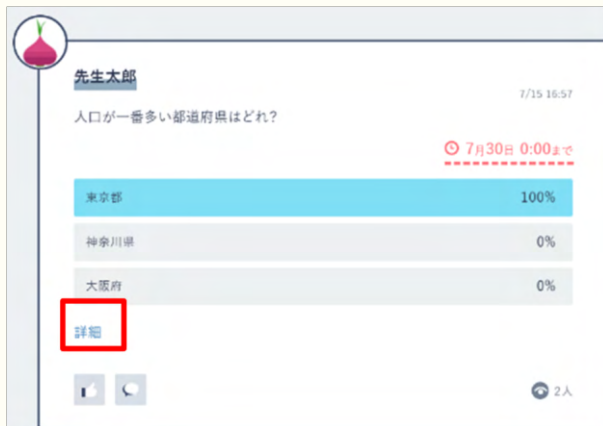 先生太郎
7/15 16:57
人口が一番多い都道府県はどれ?
7月30日 0:00まで
東京都 100%
神奈川県 0%
大阪府 0%
詳細
2人